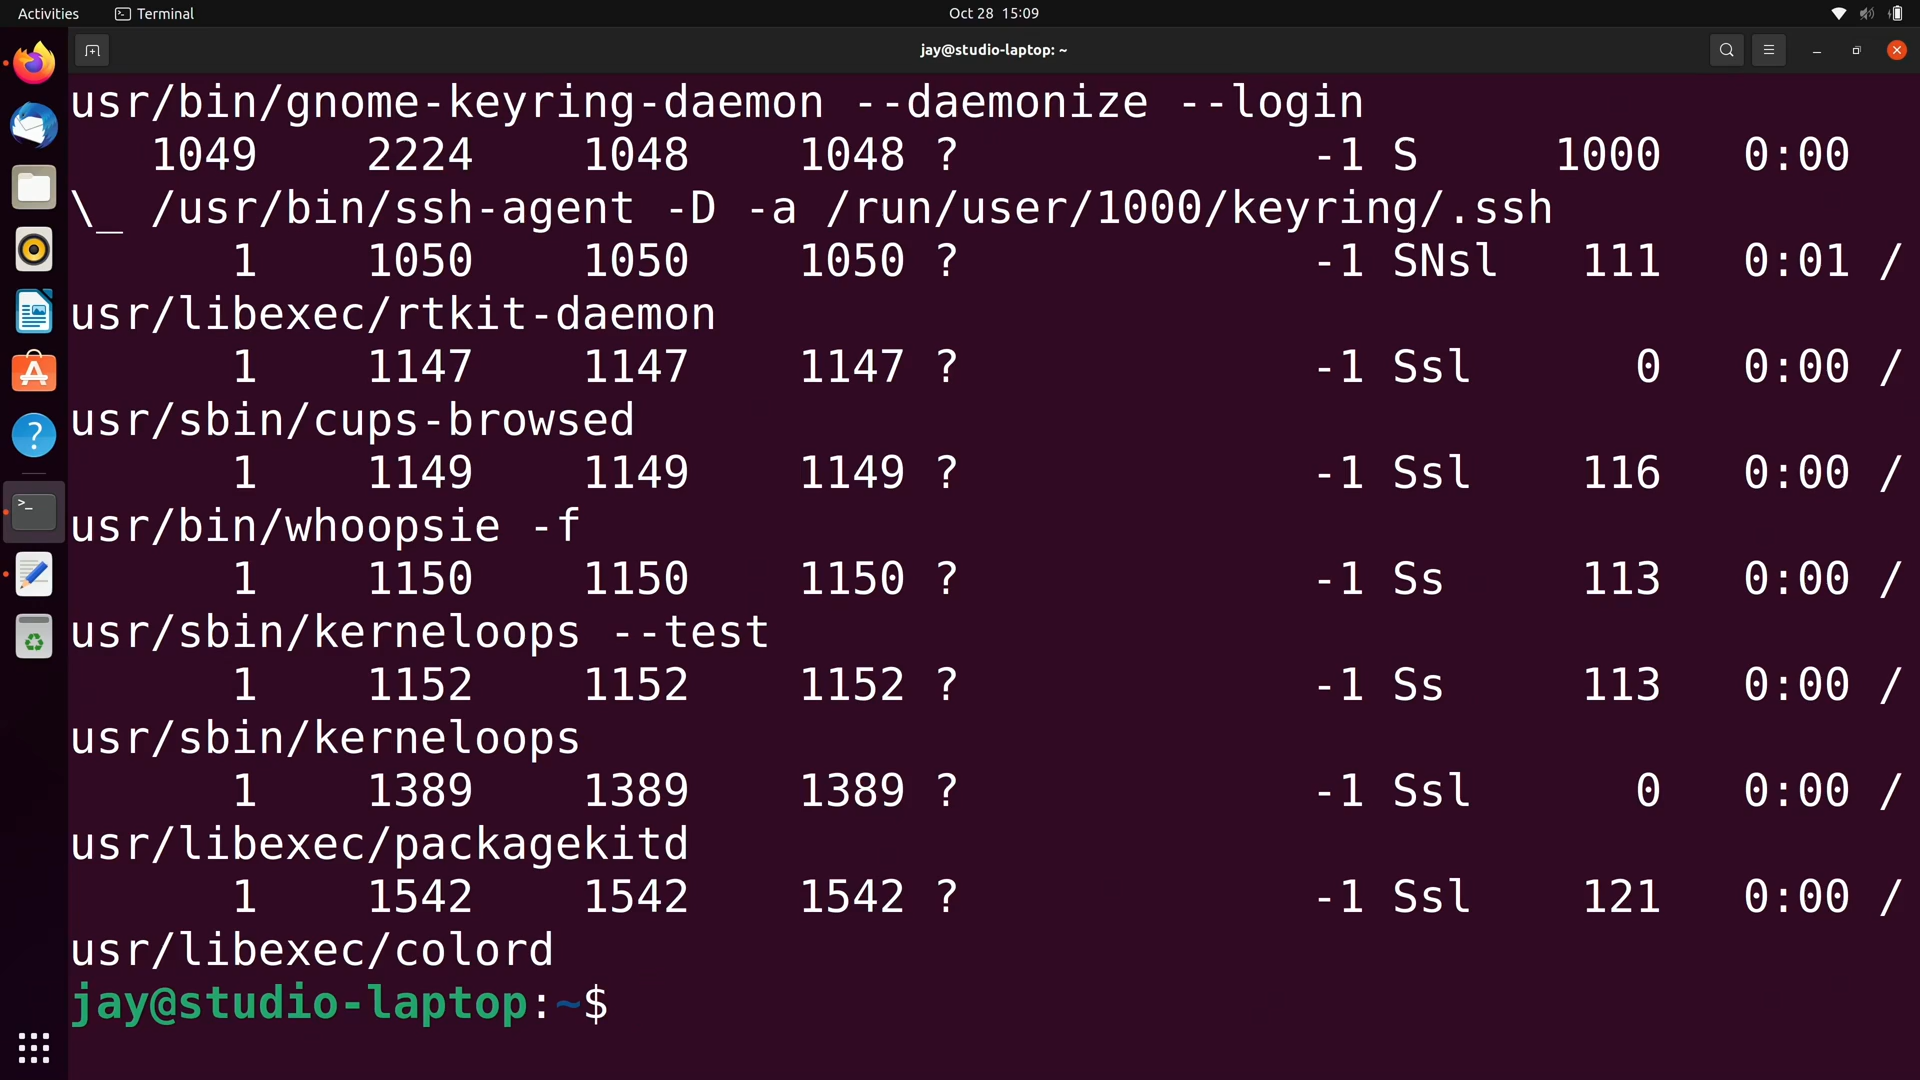 Activities Terminal Oct 28 15:09
jay@studio-laptop: ~
usr/bin/gnome-keyring-daemon --daemonize --login
1049 2224 1048 1048 ? -1 S 1000 0:00
\_ /usr/bin/ssh-agent -D -a /run/user/1000/keyring/.ssh
1 1050 1050 1050 ? -1 SNsl 111 0:01 /
usr/libexec/rtkit-daemon
1 1147 1147 1147 ? -1 Ssl 0 0:00 /
usr/sbin/cups-browsed
1 1149 1149 1149 ? -1 Ssl 116 0:00 /
usr/bin/whoopsie -f
1 1150 1150 1150 ? -1 Ss 113 0:00 /
usr/sbin/kerneloops --test
1 1152 1152 1152 ? -1 Ss 113 0:00 /
usr/sbin/kerneloops
1 1389 1389 1389 ? -1 Ssl 0 0:00 /
usr/libexec/packagekitd
1 1542 1542 1542 ? -1 Ssl 121 0:00 /
usr/libexec/colord
jay@studio-laptop:~$